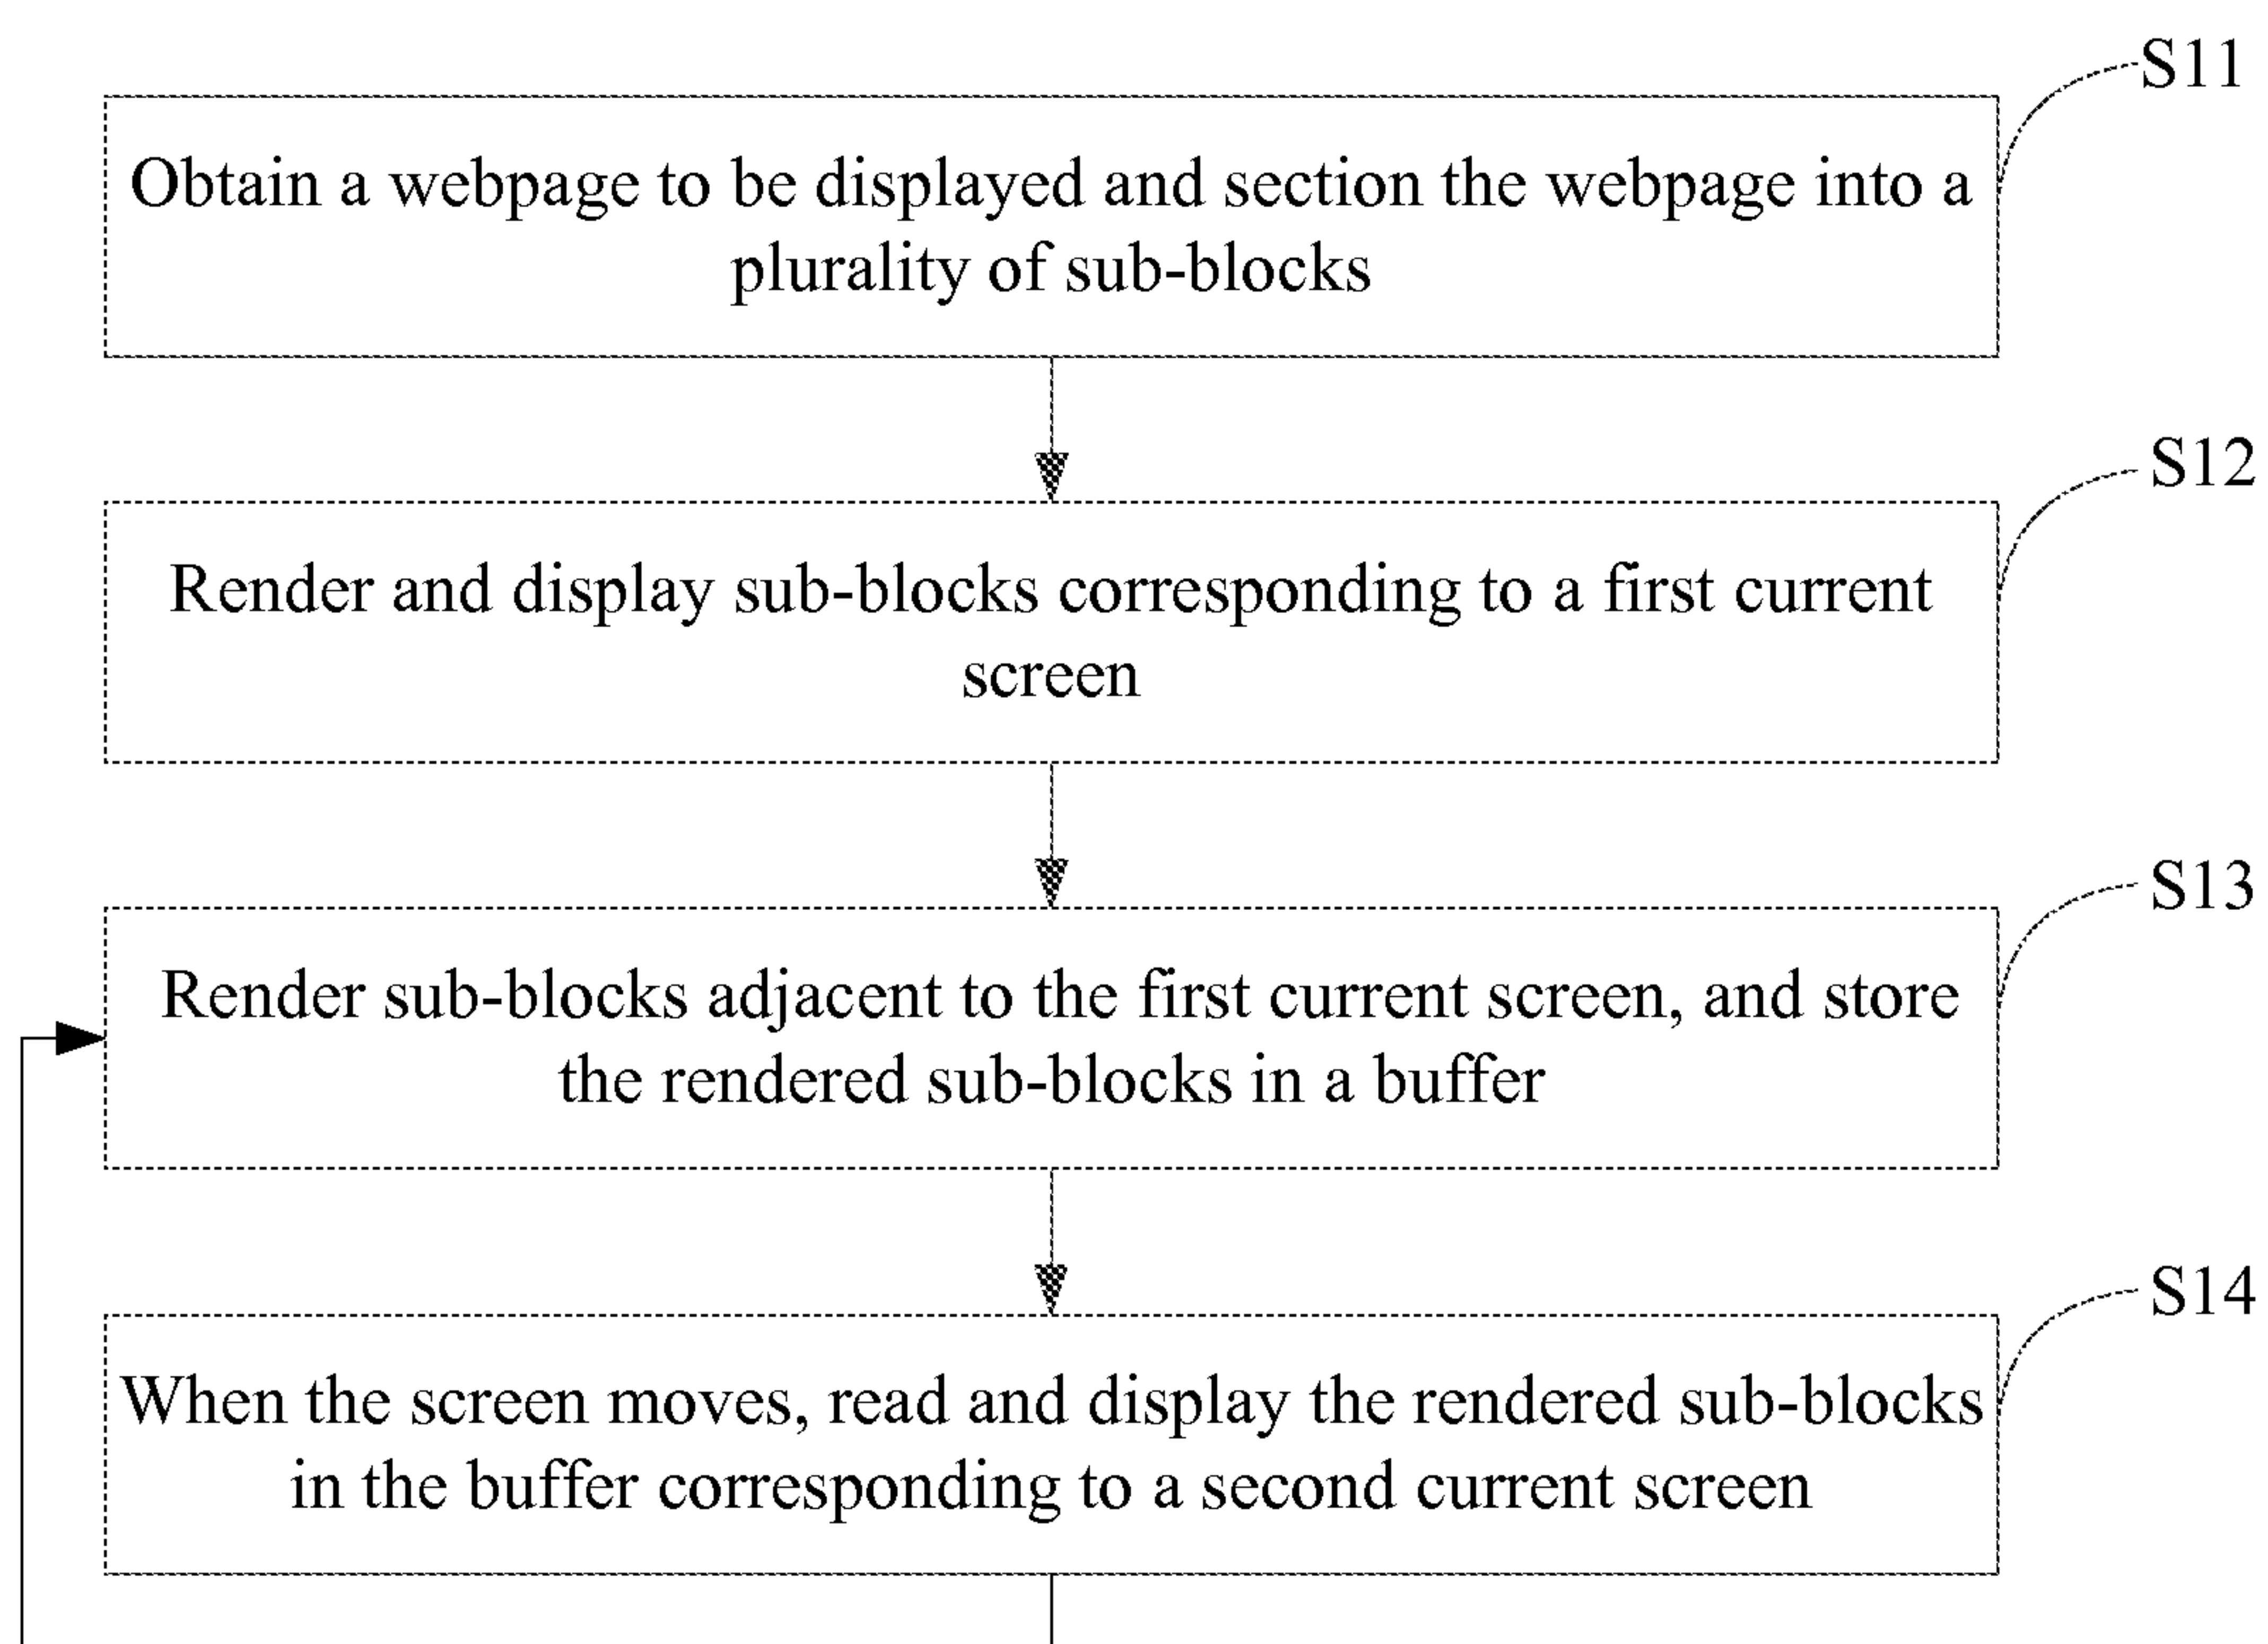 S11
Obtain a webpage to be displayed and section the webpage into a
plurality of sub-blocks
S12
Render and display sub-blocks corresponding to a first current
screen
S13
Render sub-blocks adjacent to the first current screen, and store
the rendered sub-blocks in a buffer
S14
When the screen moves, read and display the rendered sub-blocks
in the buffer corresponding to a second current screen